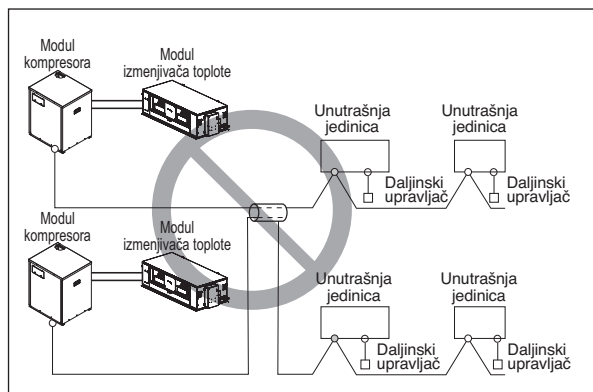 Modul
kompresora
Modul
izmenjivača toplote
Unutrašnja
jedinica
Unutrašnja
jedinica
Daljinski
upravljač
Daljinski
upravljač
Modul
kompresora
Modul
izmenjivača toplote
Unutrašnja
jedinica
Unutrašnja
jedinica
Daljinski
upravljač
Daljinski
upravljač